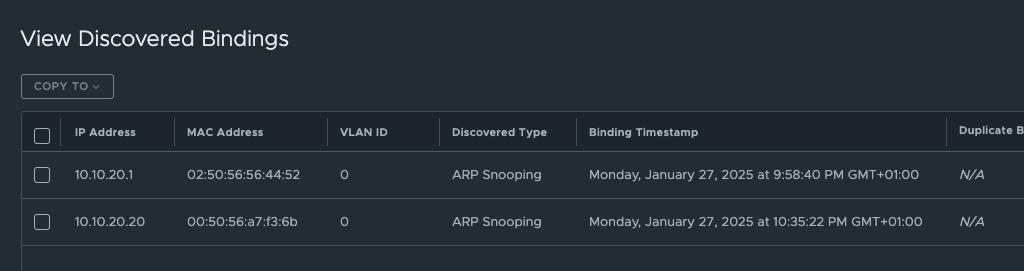 View Discovered Bindings
COPY TO
IP Address MAC Address VLAN ID Discovered Type Binding Timestamp Duplicate B
10.10.20.1 02:50:56:56:44:52 0 ARP Snooping Monday, January 27, 2025 at 9:58:40 PM GMT+01:00 N/A
10.10.20.20 00:50:56:a7:f3:6b 0 ARP Snooping Monday, January 27, 2025 at 10:35:22 PM GMT+01:00 N/A